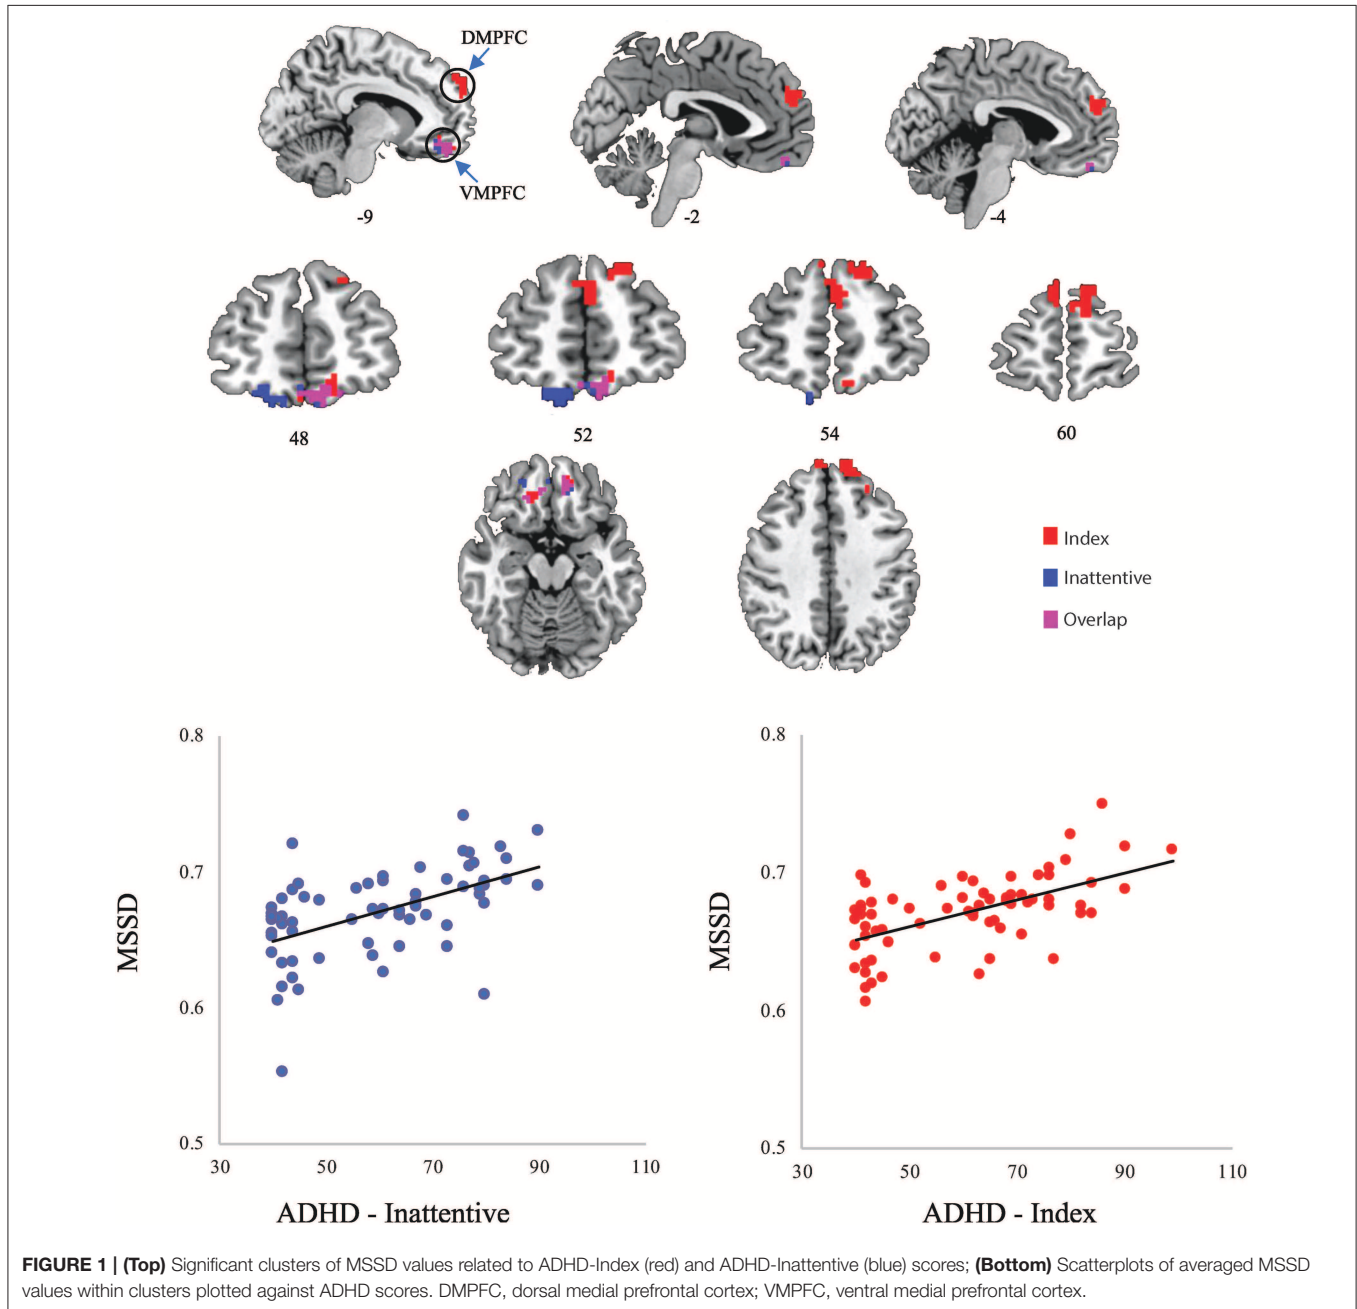 DMPFC
VMPFC
-9
-2
-4
48
52
54
60
Index
Inattentive
Overlap
0.8
0.7
0.6
0.5
MSSD
30
50
70
90
110
ADHD - Inattentive
0.8
0.7
0.6
0.5
MSSD
30
50
70
90
110
ADHD - Index
FIGURE 1 | (Top) Significant clusters of MSSD values related to ADHD-Index (red) and ADHD-Inattentive (blue) scores; (Bottom) Scatterplots of averaged MSSD
values within clusters plotted against ADHD scores. DMPFC, dorsal medial prefrontal cortex; VMPFC, ventral medial prefrontal cortex.